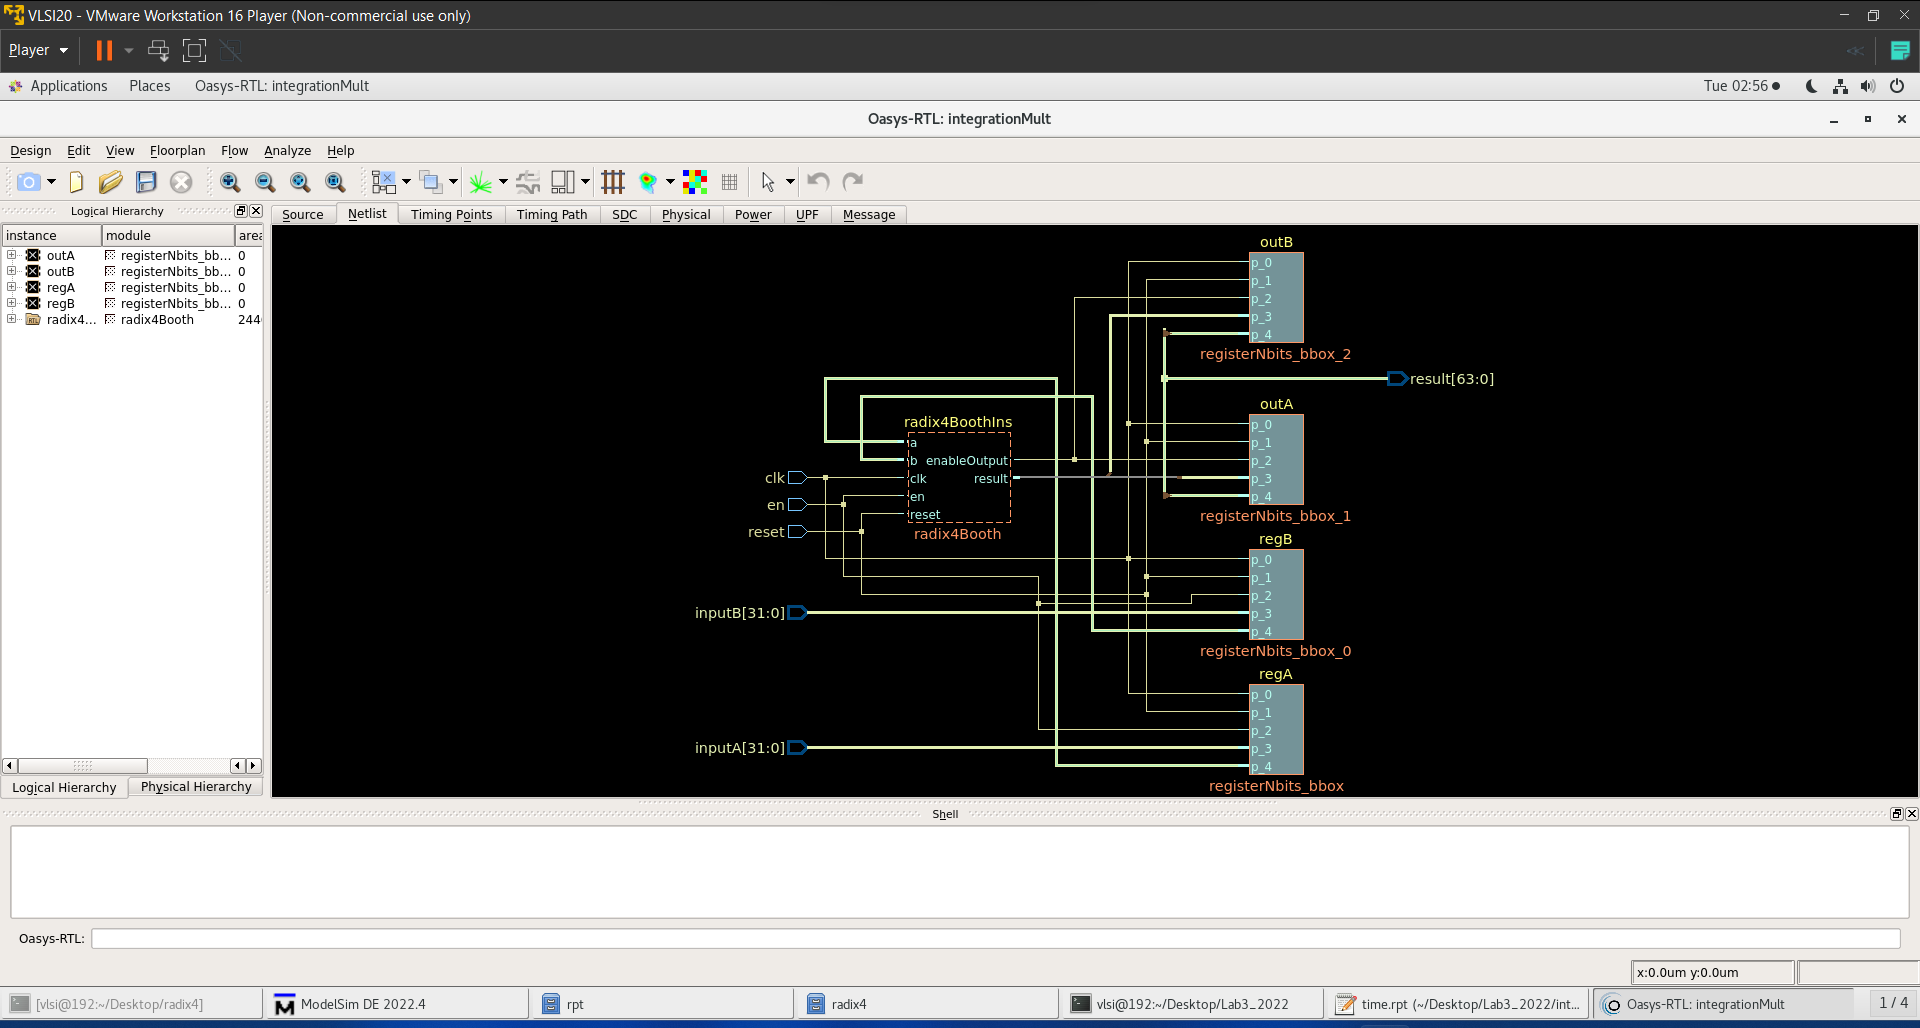 VLSI20 - VMware Workstation 16 Player (Non-commercial use only)
Player
Applications Places Oasys-RTL: integrationMult Tue 02:56
Oasys-RTL: integrationMult
Design Edit View Floorplan Flow Analyze Help
Logical Hierarchy
Source Netlist Timing Points Timing Path SDC Physical Power UPF Message
instance module area
outA registerNbits_bb... 0
outB registerNbits_bb... 0
regA registerNbits_bb... 0
regB registerNbits_bb... 0
radix4... radix4Booth 244
Logical Hierarchy Physical Hierarchy
outB
p_0
p_1
p_2
p_3
p_4
registerNbits_bbox_2
result[63:0]
outA
p_0
p_1
p_2
p_3
p_4
registerNbits_bbox_1
radix4BoothIns
a
b enableOutput
clk result
en
reset
radix4Booth
clk
en
reset
regB
p_0
p_1
p_2
p_3
p_4
registerNbits_bbox_0
inputB[31:0]
regA
p_0
p_1
p_2
p_3
p_4
registerNbits_bbox
inputA[31:0]
Shell
Oasys-RTL:
x:0.0um y:0.0um
[vlsi@192:~/Desktop/radix4] ModelSim DE 2022.4 rpt radix4 vlsi@192:~/Desktop/Lab3_2022 time.rpt (~/Desktop/Lab3_2022/int... Oasys-RTL: integrationMult 1 / 4